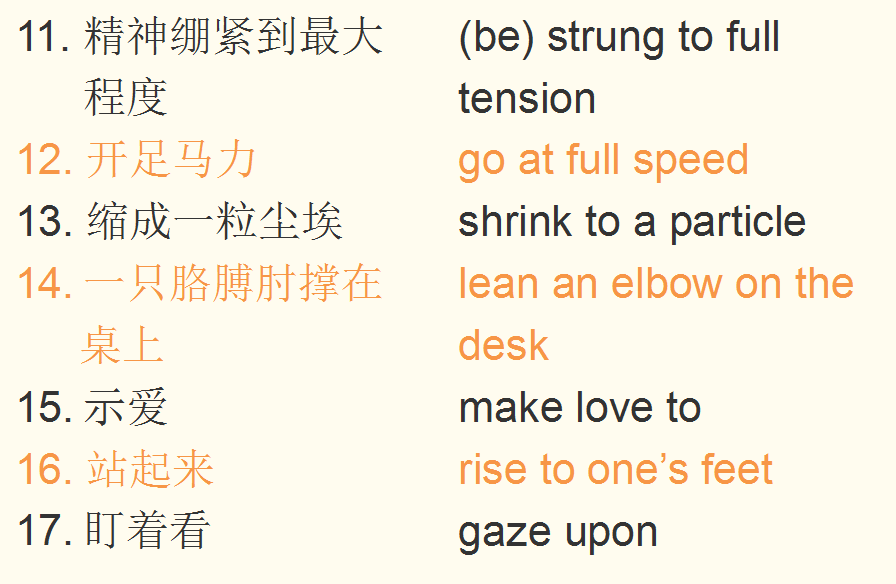 11. 精神绷紧到最大 (be) strung to full
程度 tension
12. 开足马力 go at full speed
13. 缩成一粒尘埃 shrink to a particle
14. 一只胳膊肘撑在 lean an elbow on the
桌上 desk
15. 示爱 make love to
16. 站起来 rise to one’s feet
17. 盯着看 gaze upon